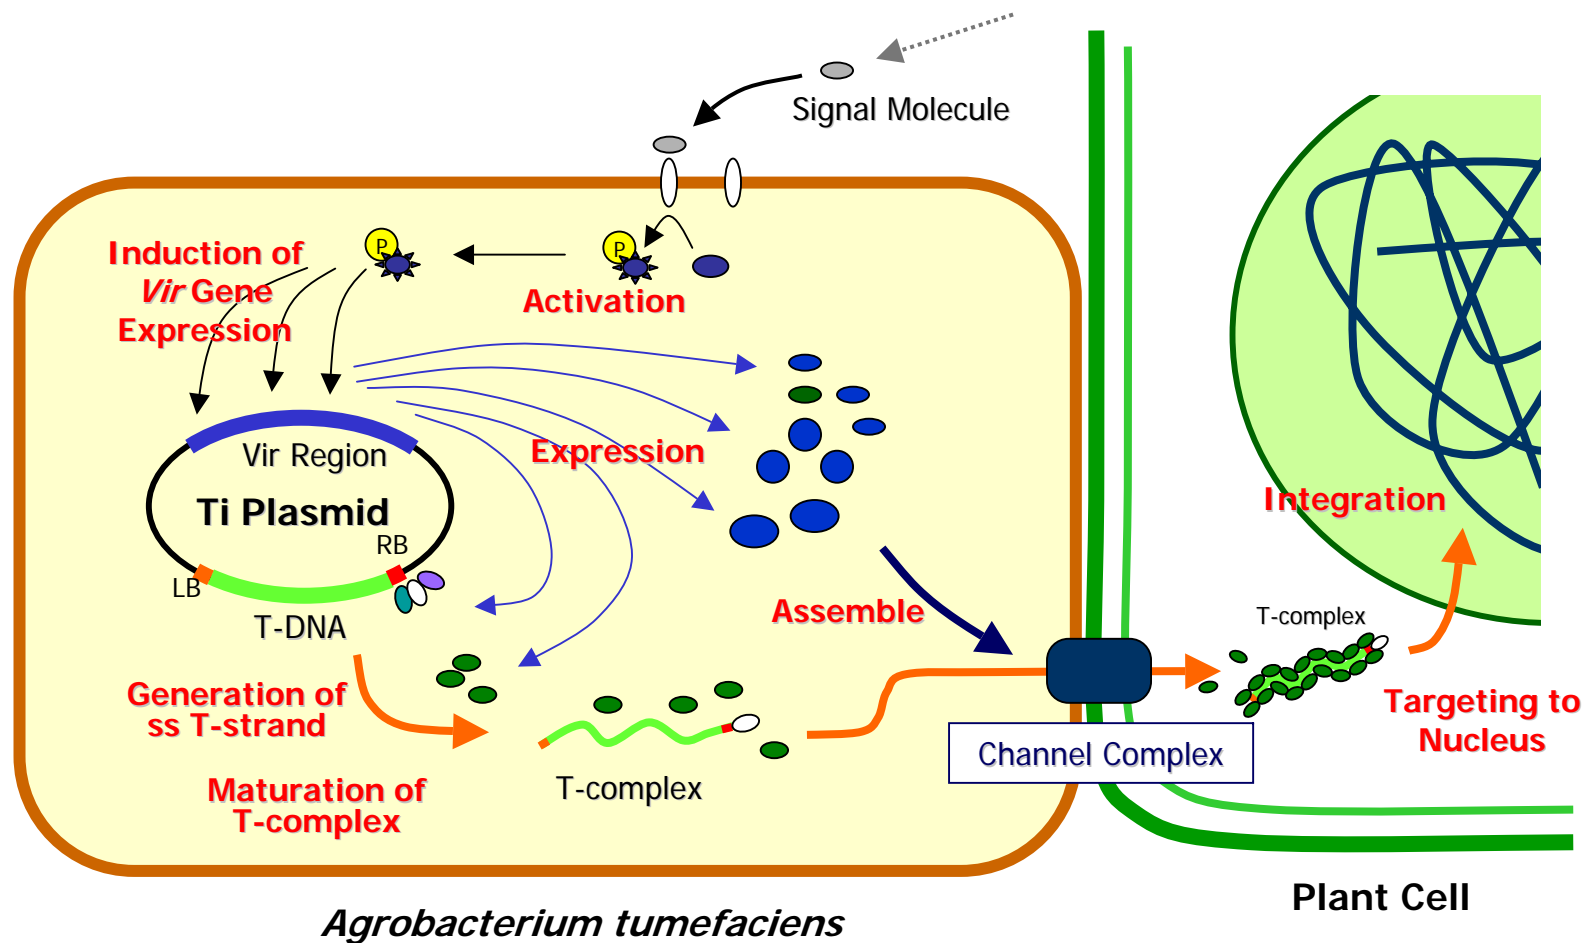 Signal Molecule
P
P
Induction of
Vir Gene
Expression
Activation
Vir Region
Expression
Ti Plasmid
RB
LB
T-DNA
Integration
Assemble
T-complex
Generation of
ss T-strand
Targeting to
Nucleus
Channel Complex
Maturation of
T-complex
T-complex
Plant Cell
Agrobacterium tumefaciens